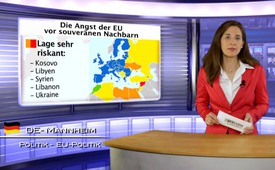 Die Angst der EU
vor souveränen Nachbarn
Lage sehr
riskant:
- Kosovo
- Libyen
- Syrien
- Libanon
- Ukraine
DE- MANNHEIM
POLITIK - EU-POLITIK